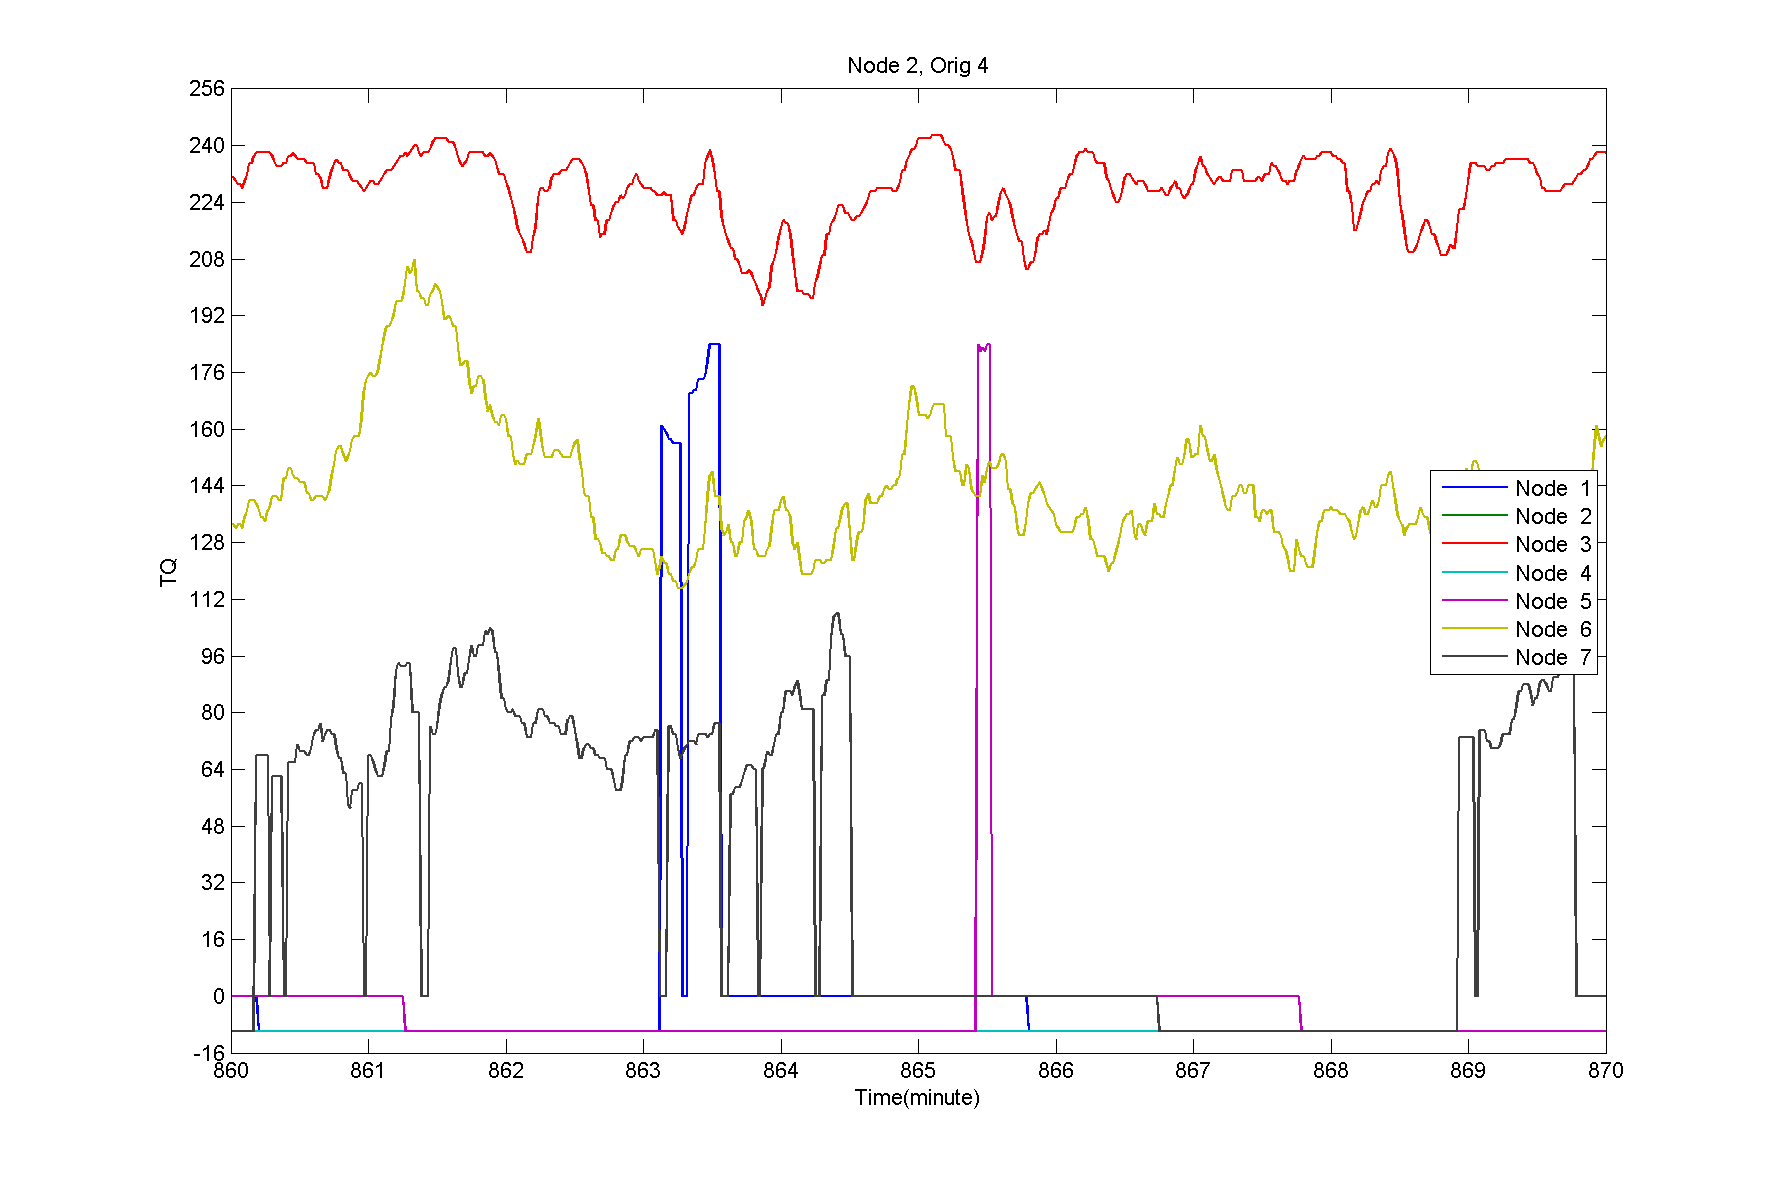 Node 2, Orig 4
256
240
224
208
192
176
160
144
128
112
96
80
64
48
32
16
0
-16
TQ
860 861 862 863 864 865 866 867 868 869 870
Time(minute)
Node 1
Node 2
Node 3
Node 4
Node 5
Node 6
Node 7